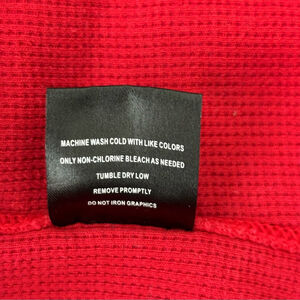 MACHINE WASH COLD WITH LIKE COLORS
ONLY NON-CHLORINE BLEACH AS NEEDED
TUMBLE DRY LOW
REMOVE PROMPTLY
DO NOT IRON GRAPHICS